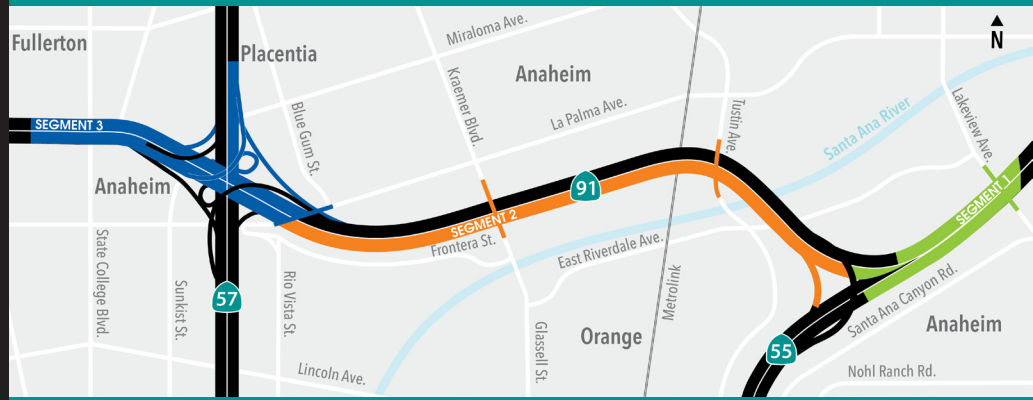 Fullerton
Placentia
N
Miraloma Ave.
Anaheim
Kraemer Blvd.
La Palma Ave.
Blue Gum St.
Tustin Ave.
Santa Ana River
Lakeview Ave.
SEGMENT 3
Anaheim
91
SEGMENT 2
SEGMENT 1
Frontera St.
East Riverdale Ave.
State College Blvd.
Sunkist St.
57
Rio Vista St.
Metrolink
Santa Ana Canyon Rd.
Glassell St.
Orange
Anaheim
55
Lincoln Ave.
Nohl Ranch Rd.